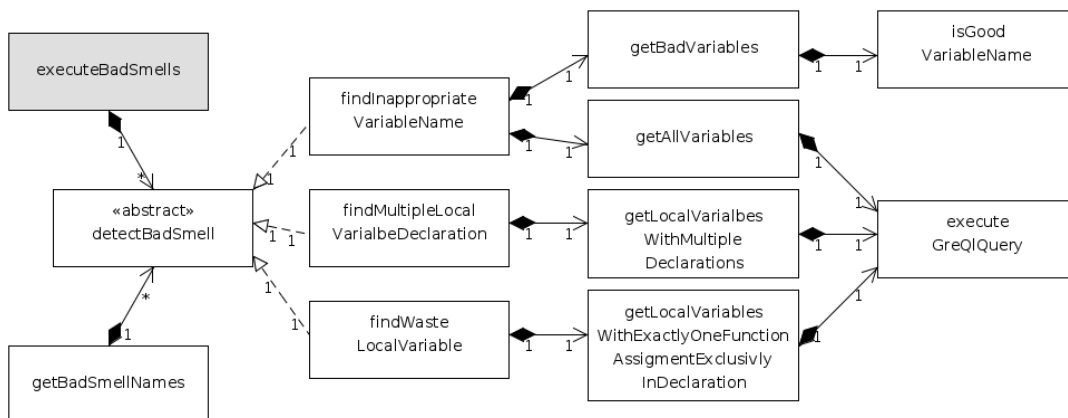 executeBadSmells
1
*
«abstract»
detectBadSmell
*
1
getBadSmellNames
1
1
1
1
1
1
findInappropriate
VariableName
findMultipleLocal
VarialbeDeclaration
findWaste
LocalVariable
1
1
1
1
1
1
1
1
getBadVariables
getAllVariables
getLocalVarialbes
WithMultiple
Declarations
getLocalVariables
WithExactlyOneFunction
AssigmentExclusivly
InDeclaration
1
1
1
1
1
1
1
1
isGood
VariableName
execute
GreQlQuery